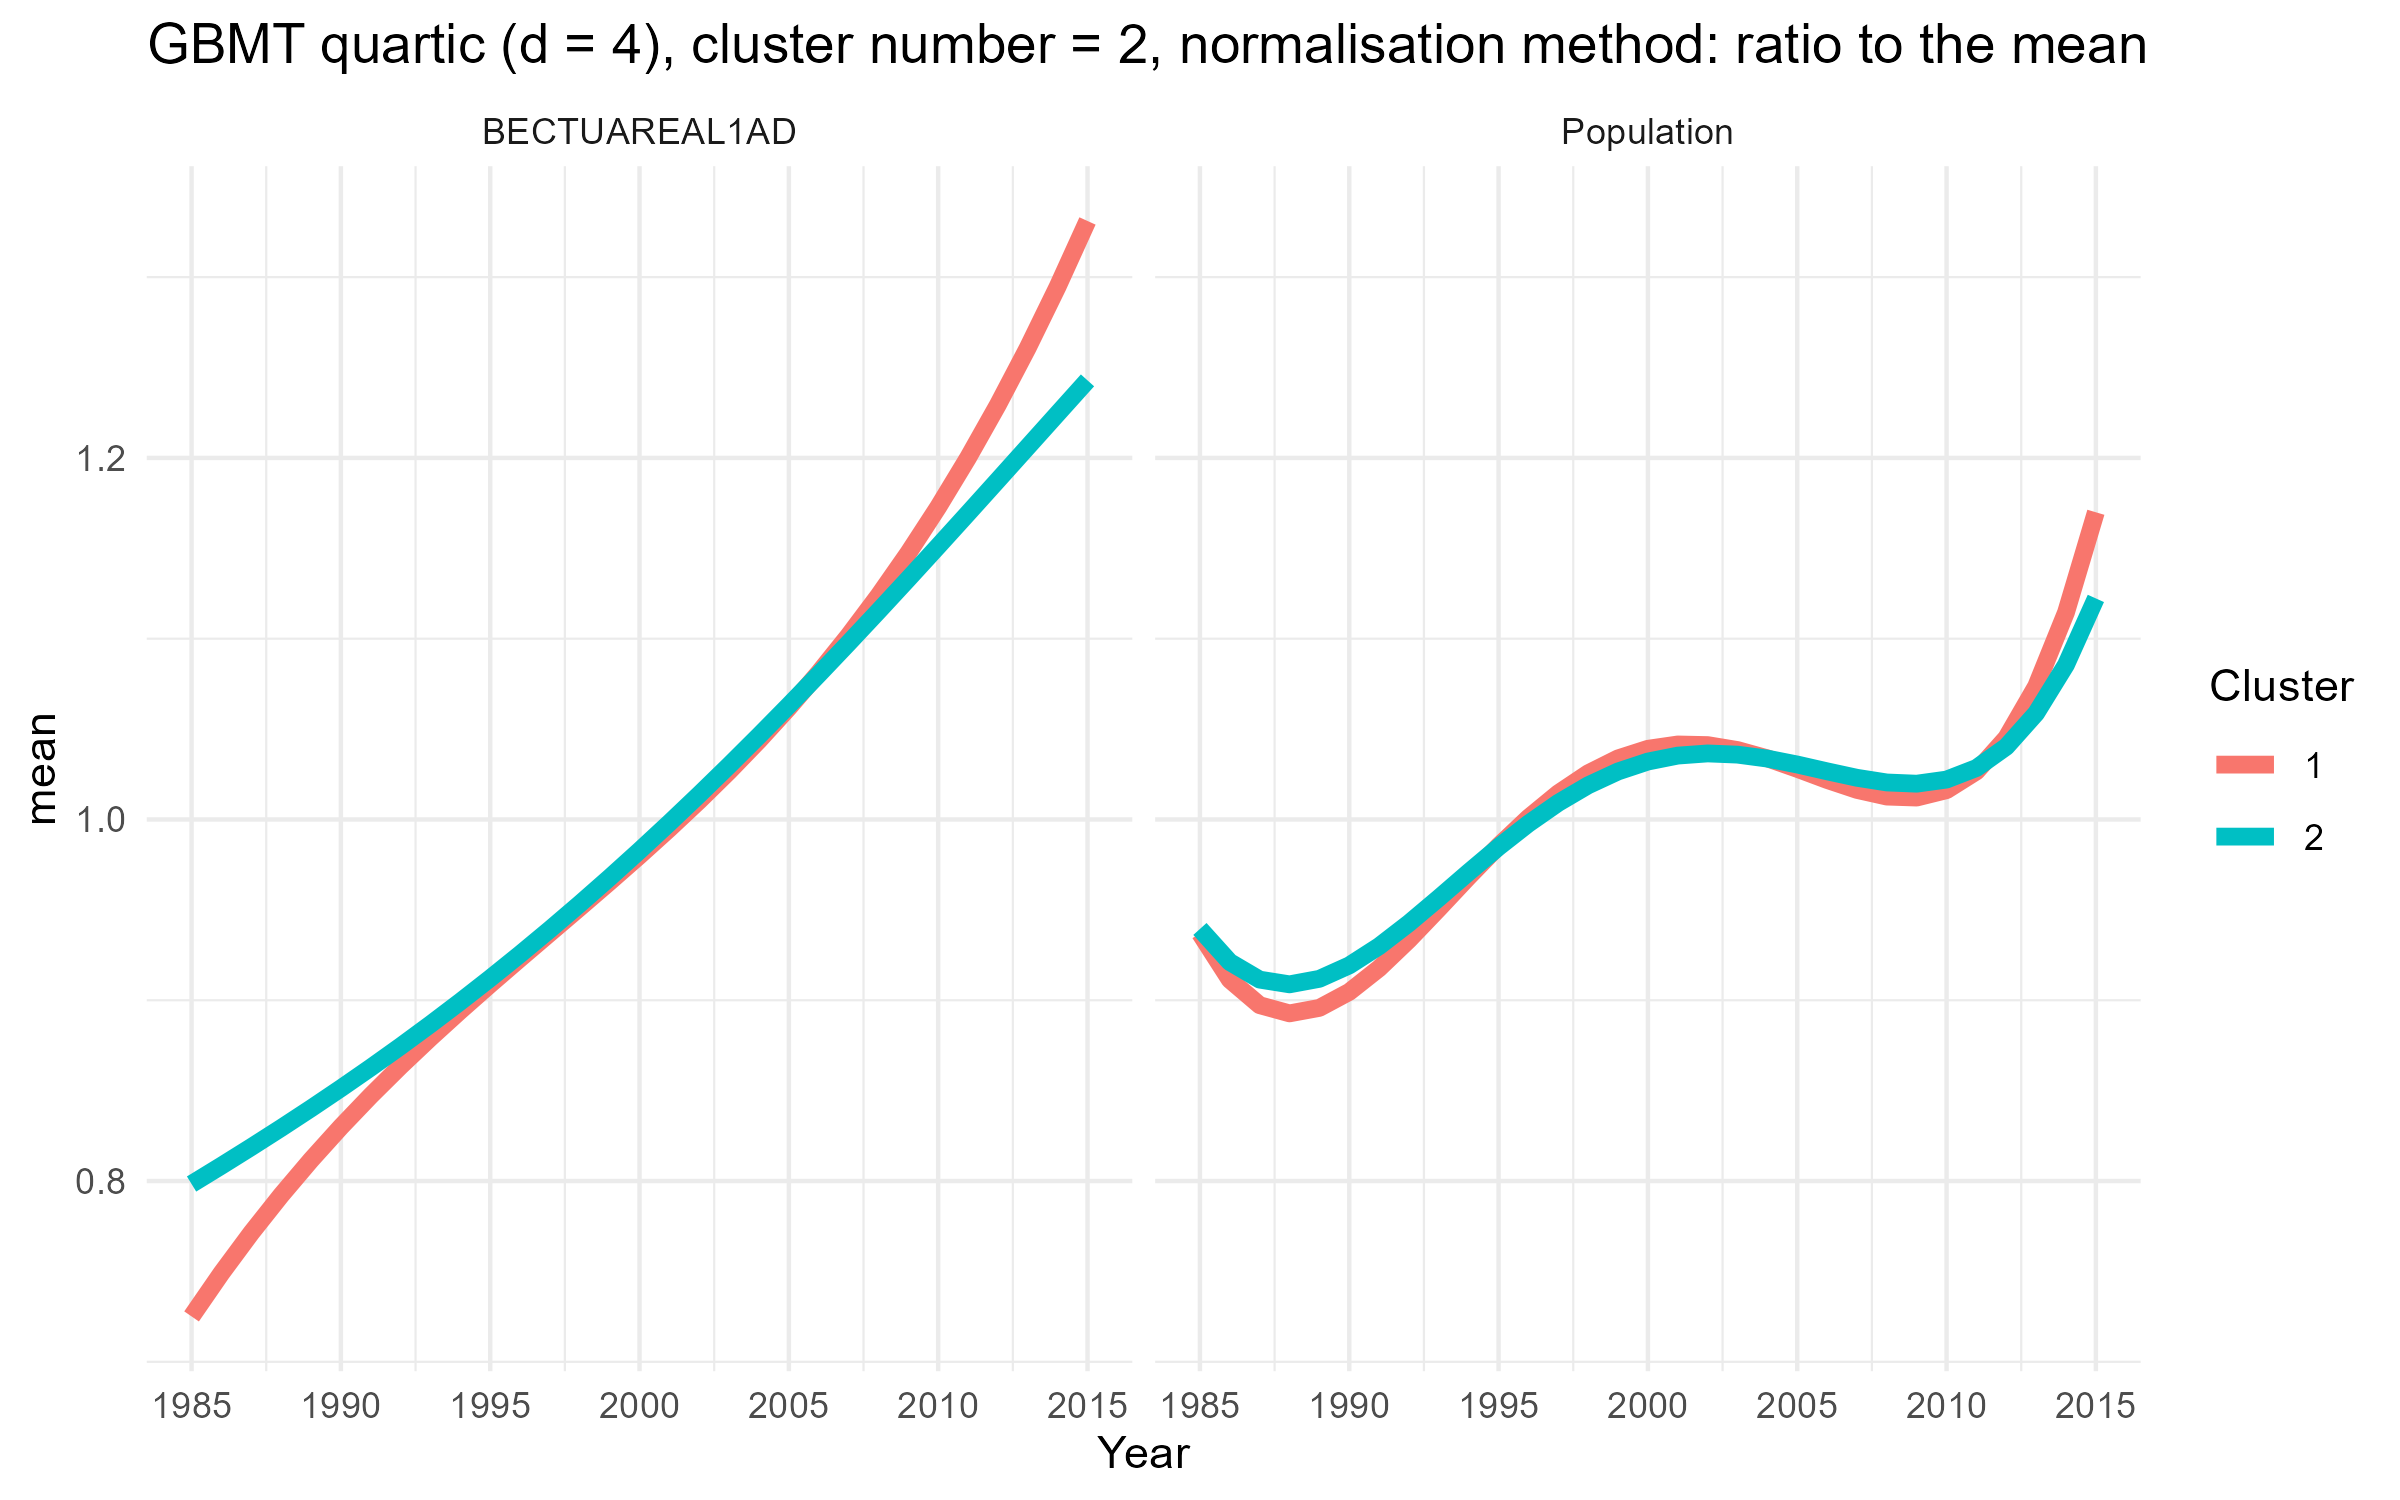 GBMT quartic (d = 4), cluster number = 2, normalisation method: ratio to the mean
BECTUAREAL1AD Population
mean
1.2
1.0
0.8
1985 1990 1995 2000 2005 2010 2015 1985 1990 1995 2000 2005 2010 2015
Year
Cluster
1
2